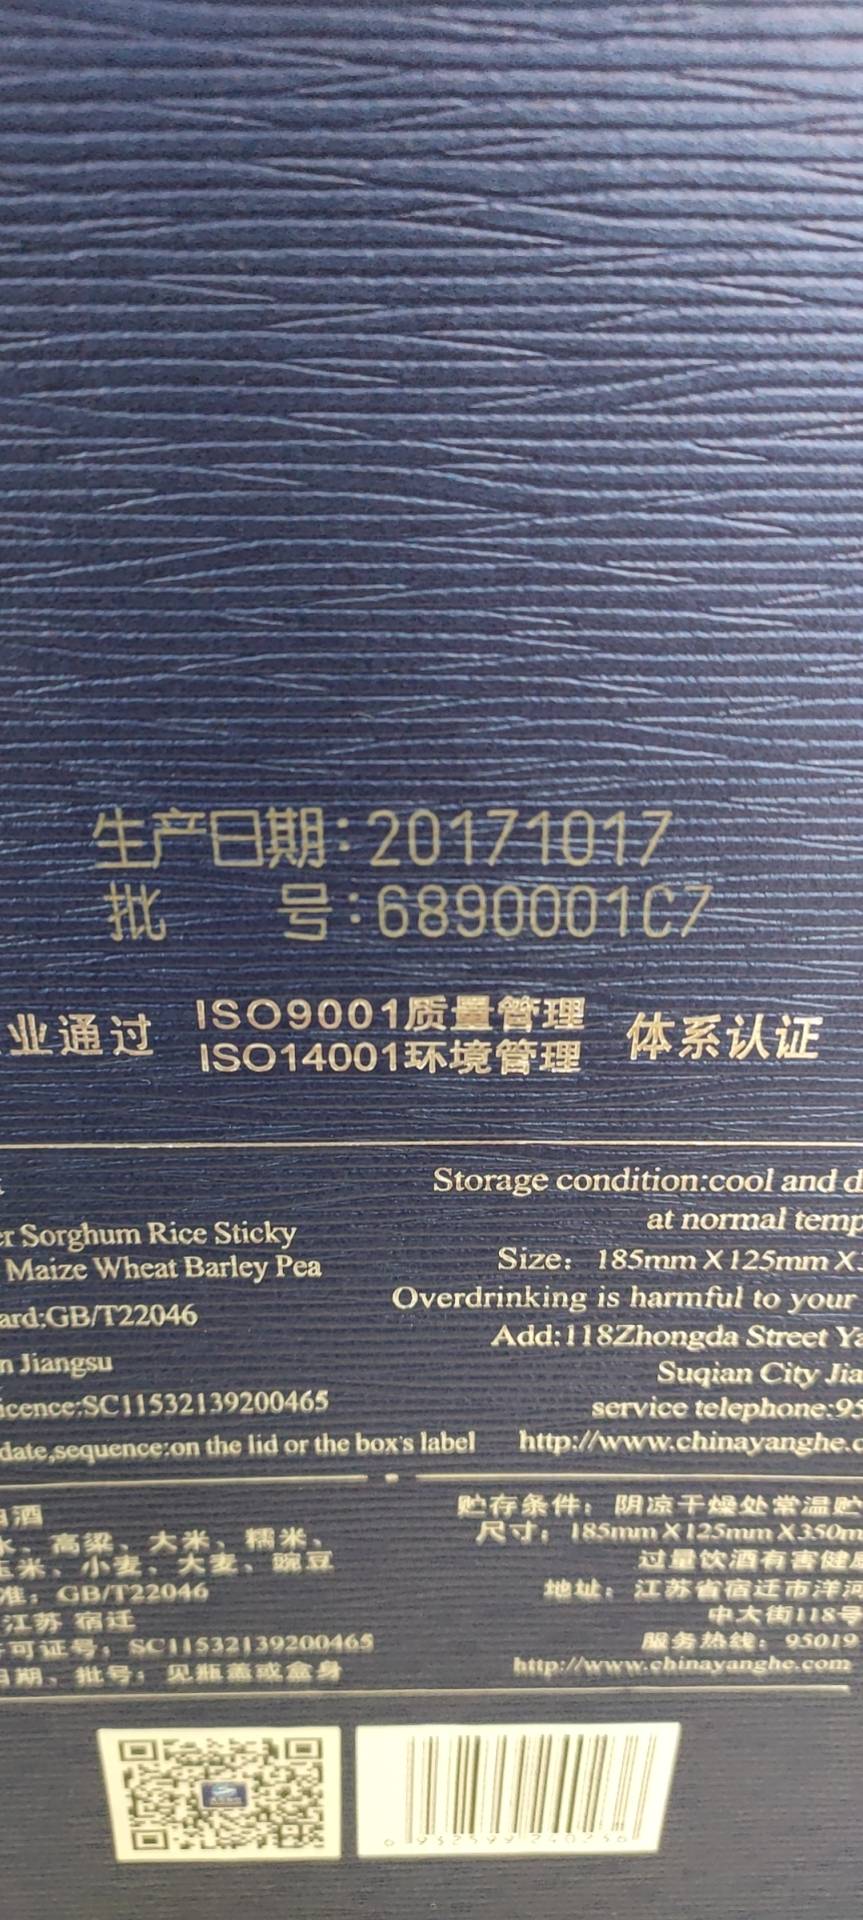 生产日期:20171017
批 号:6890001C7
业通过 ISO9001质量管理 体系认证
ISO14001环境管理
er Sorghum Rice Sticky
Maize Wheat Barley Pea
ard:GB/T22046
n Jiangsu
icence:SC11532139200465
date,sequence:on the lid or the box's label
Storage condition:cool and d
at normal temp
Size: 185mm X 125mm X
Overdrinking is harmful to your
Add:118Zhongda Street Ya
Suqian City Jia
service telephone:95
http://www.chinayanghe.c
酒
水、高粱、大米、糯米、
玉米、小麦、大麦、豌豆
准: GB/T22046
江苏 宿迁
可证号: SC11532139200465
日期、批号: 见瓶盖或盒身
贮存条件: 阴凉干燥处常温贮
尺寸: 185mm X 125mm X 350m
过量饮酒有害健康
地址: 江苏省宿迁市洋河
中大街118号
服务热线: 95019
http://www.chinayanghe.com
6 932599 240236